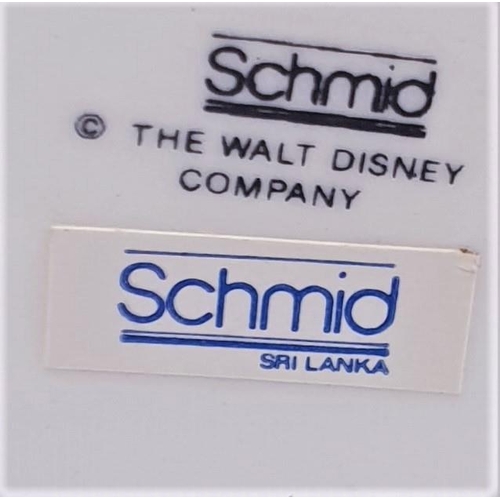 Schmid
© THE WALT DISNEY
COMPANY
Schmid
SRI LANKA